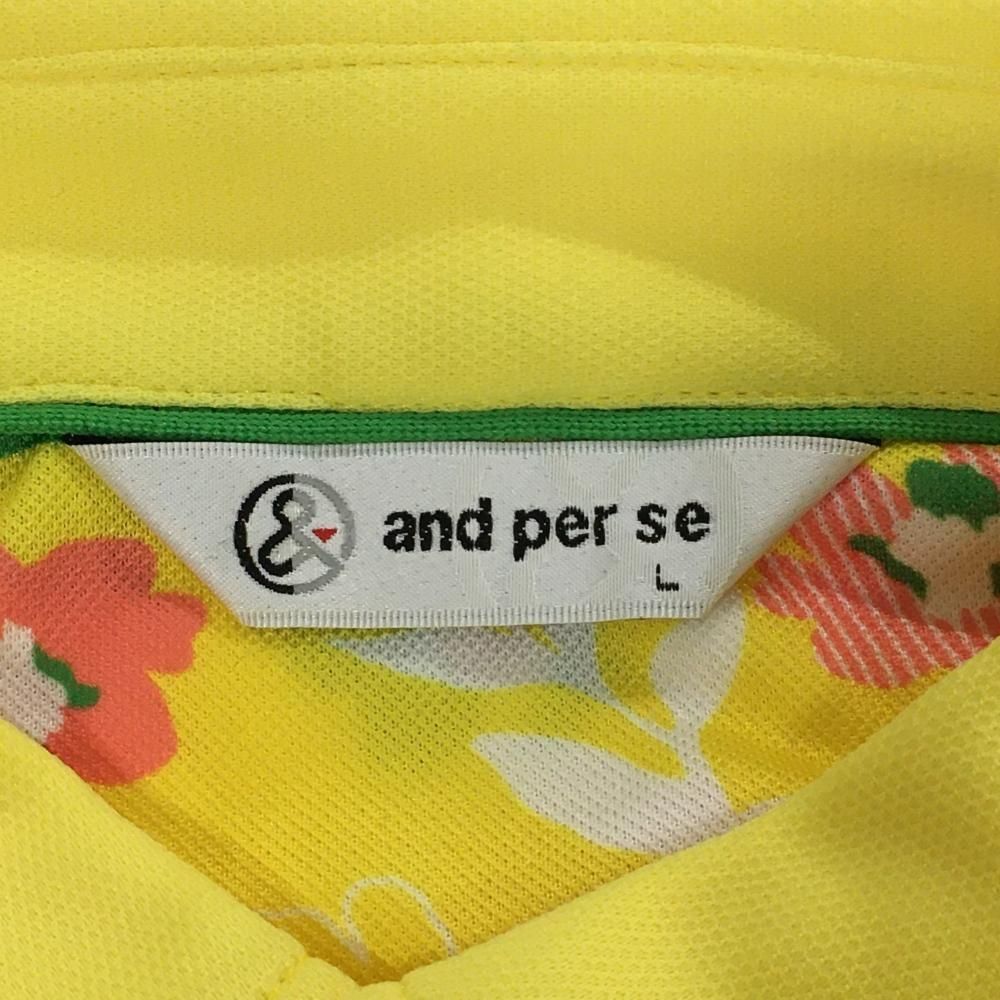 & and per se
L